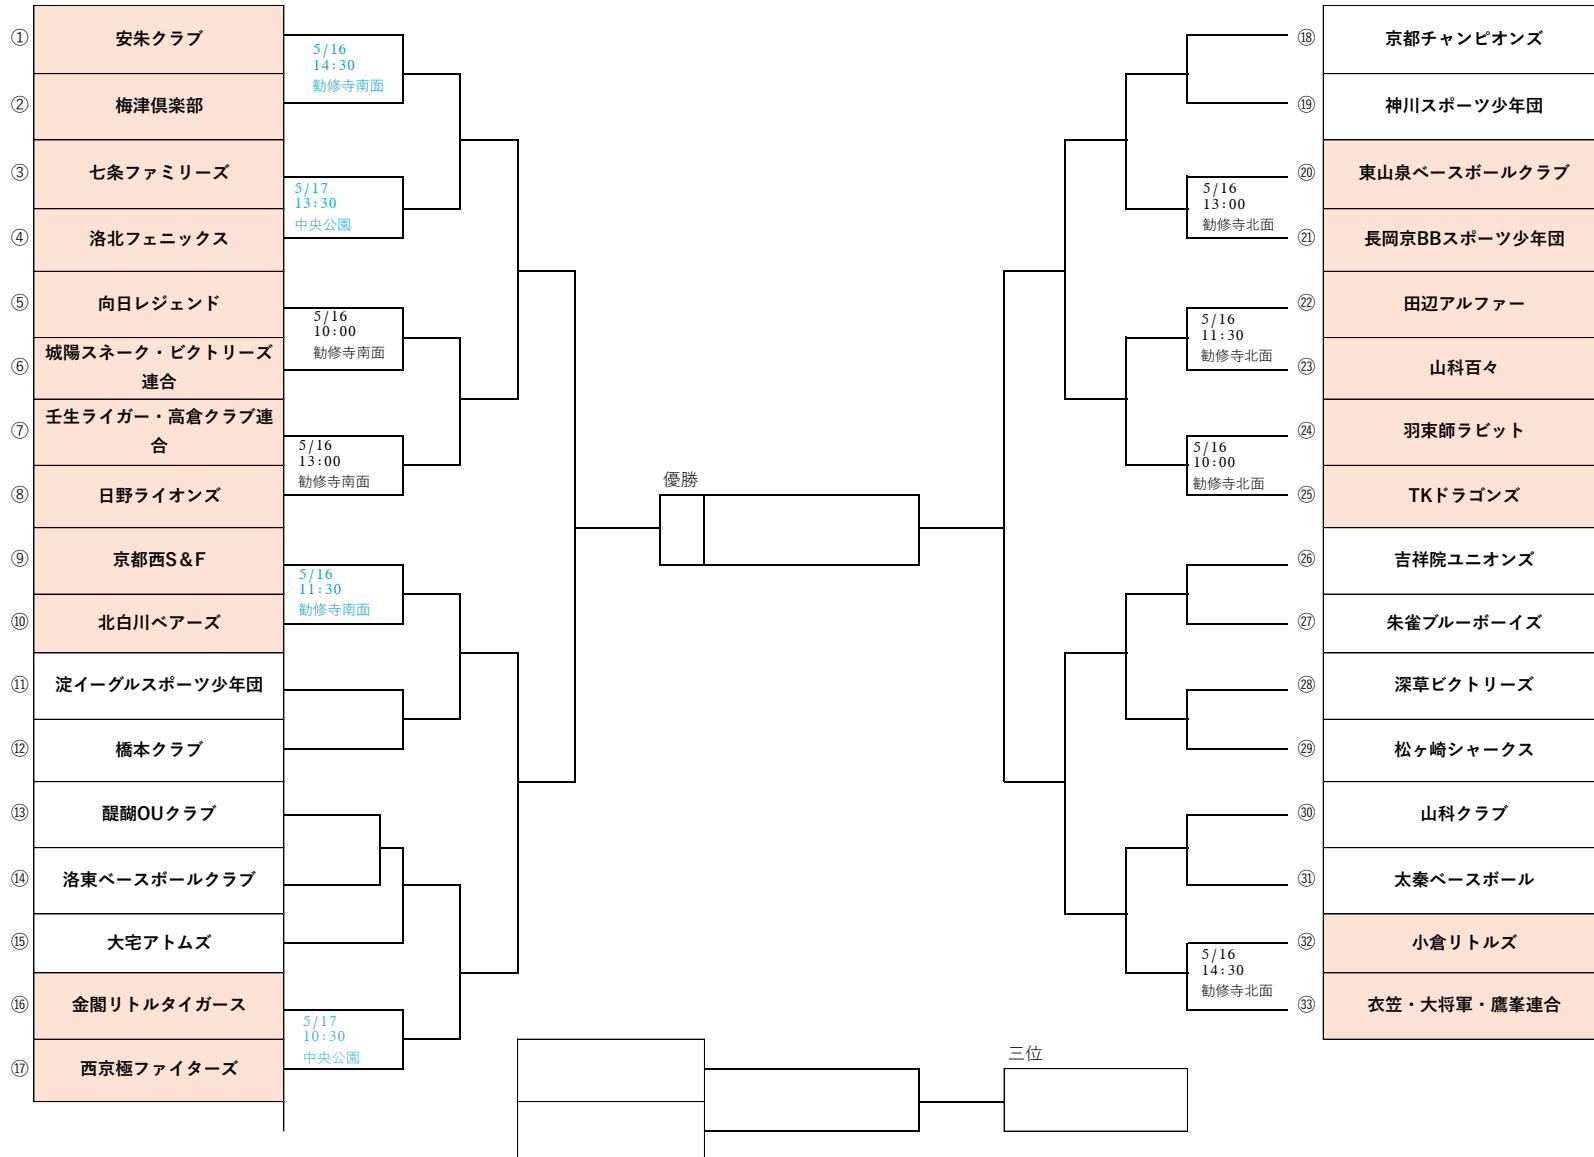 ① 安朱クラブ
5/16
14:30
勧修寺南面
② 梅津倶楽部
③ 七条ファミリーズ
5/17
13:30
中央公園
④ 洛北フェニックス
⑤ 向日レジェンド
5/16
10:00
勧修寺南面
⑥ 城陽スネーク・ビクトリーズ
連合
⑦ 壬生ライガー・高倉クラブ連
合
5/16
13:00
勧修寺南面
⑧ 日野ライオンズ
⑨ 京都西S&F
5/16
11:30
勧修寺南面
⑩ 北白川ベアーズ
⑪ 淀イーグルスポーツ少年団
⑫ 橋本クラブ
⑬ 醍醐OUクラブ
⑭ 洛東ベースボールクラブ
⑮ 大宅アトムズ
⑯ 金閣リトルタイガース
5/17
10:30
中央公園
⑰ 西京極ファイターズ
優勝
三位
⑱ 京都チャンピオンズ
⑲ 神川スポーツ少年団
⑳ 東山泉ベースボールクラブ
5/16
13:00
勧修寺北面
㉑ 長岡京BBスポーツ少年団
㉒ 田辺アルファー
5/16
11:30
勧修寺北面
㉓ 山科百々
㉔ 羽束師ラビット
5/16
10:00
勧修寺北面
㉕ TKドラゴンズ
㉖ 吉祥院ユニオンズ
㉗ 朱雀ブルーボーイズ
㉘ 深草ビクトリーズ
㉙ 松ヶ崎シャークス
㉚ 山科クラブ
㉛ 太秦ベースボール
㉜ 小倉リトルズ
5/16
14:30
勧修寺北面
㉝ 衣笠・大将軍・鷹峯連合